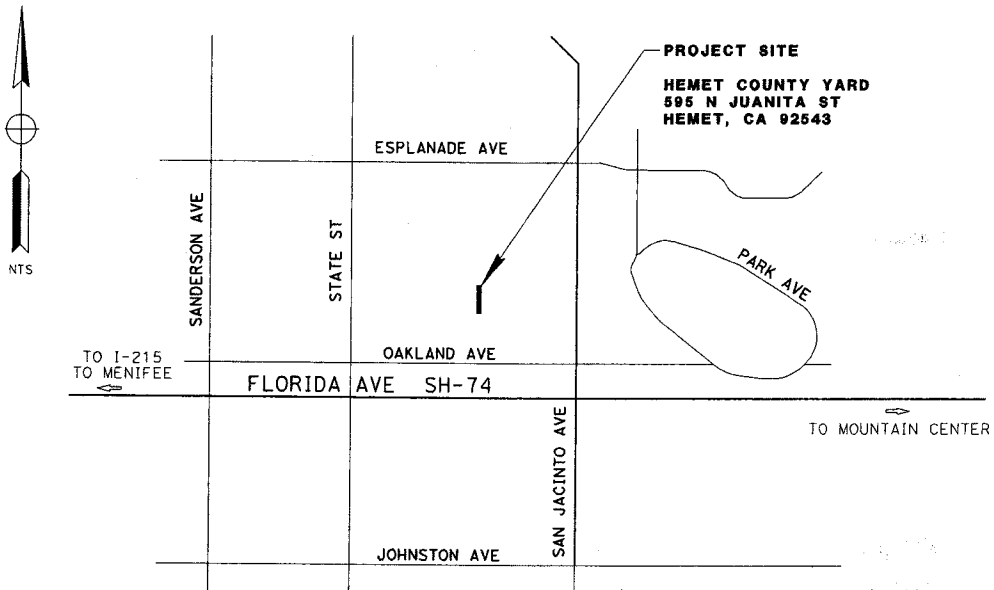 PROJECT SITE
HEMET COUNTY YARD
595 N JUANITA ST
HEMET, CA 92543
ESPLANADE AVE
SANDERSON AVE
STATE ST
NTS
PARK AVE
OAKLAND AVE
TO I-215
TO MENIFEE
FLORIDA AVE SH-74
TO MOUNTAIN CENTER
SAN JACINTO AVE
JOHNSTON AVE